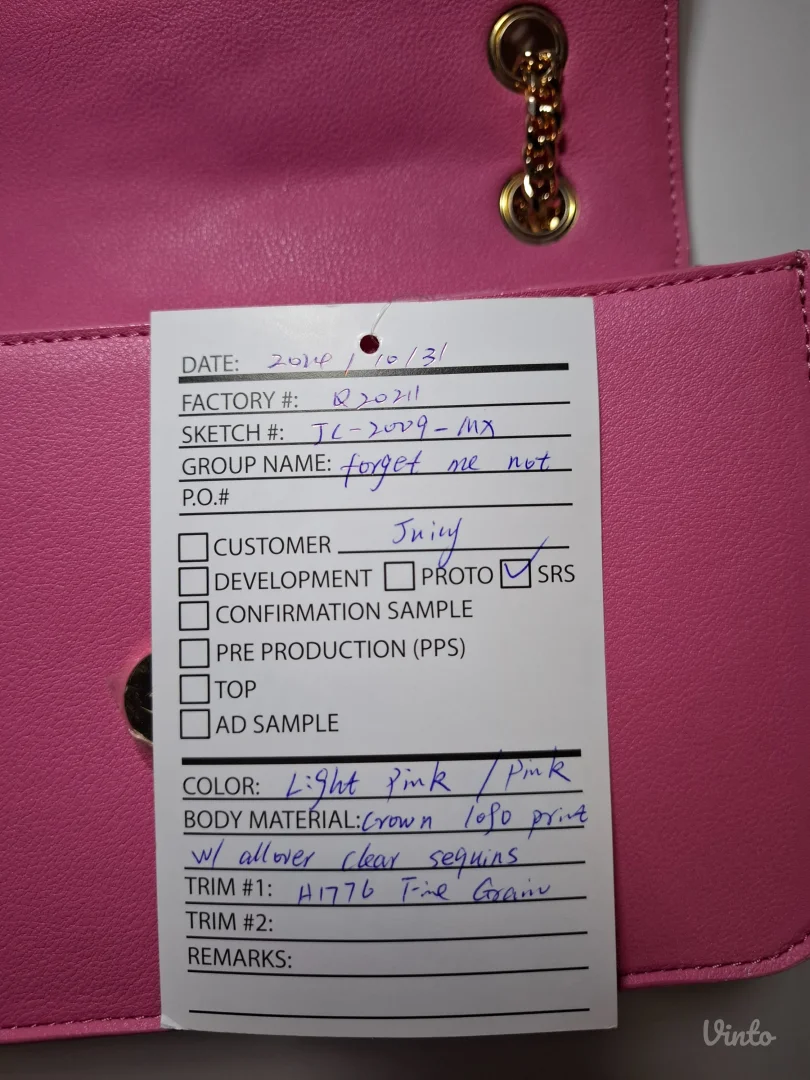 DATE: 2024 / 10/31
FACTORY #: Q20211
SKETCH #: JC-2009-MX
GROUP NAME: forget me not
P.O.#
CUSTOMER Juicy
DEVELOPMENT PROTO ✓ SRS
CONFIRMATION SAMPLE
PRE PRODUCTION (PPS)
TOP
AD SAMPLE
COLOR: Light Pink / Pink
BODY MATERIAL: Crown logo print
w/ allover clear sequins
TRIM #1: H1776 Fine Grain
TRIM #2:
REMARKS:
Vinto